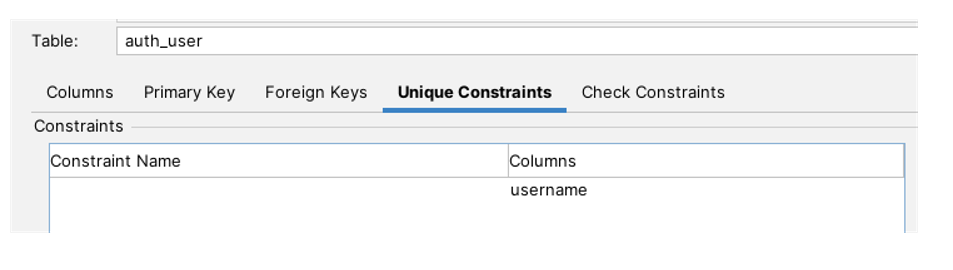 Table: auth_user
Columns Primary Key Foreign Keys Unique Constraints Check Constraints
Constraints
Constraint Name Columns
username